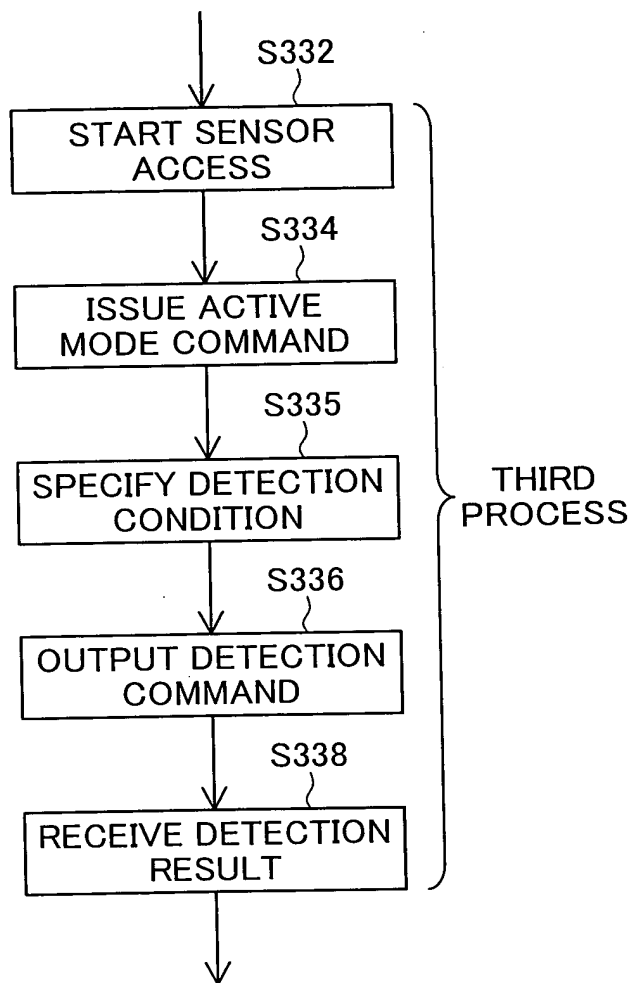 S332
START SENSOR
ACCESS
S334
ISSUE ACTIVE
MODE COMMAND
S335
SPECIFY DETECTION
CONDITION
THIRD
PROCESS
S336
OUTPUT DETECTION
COMMAND
S338
RECEIVE DETECTION
RESULT